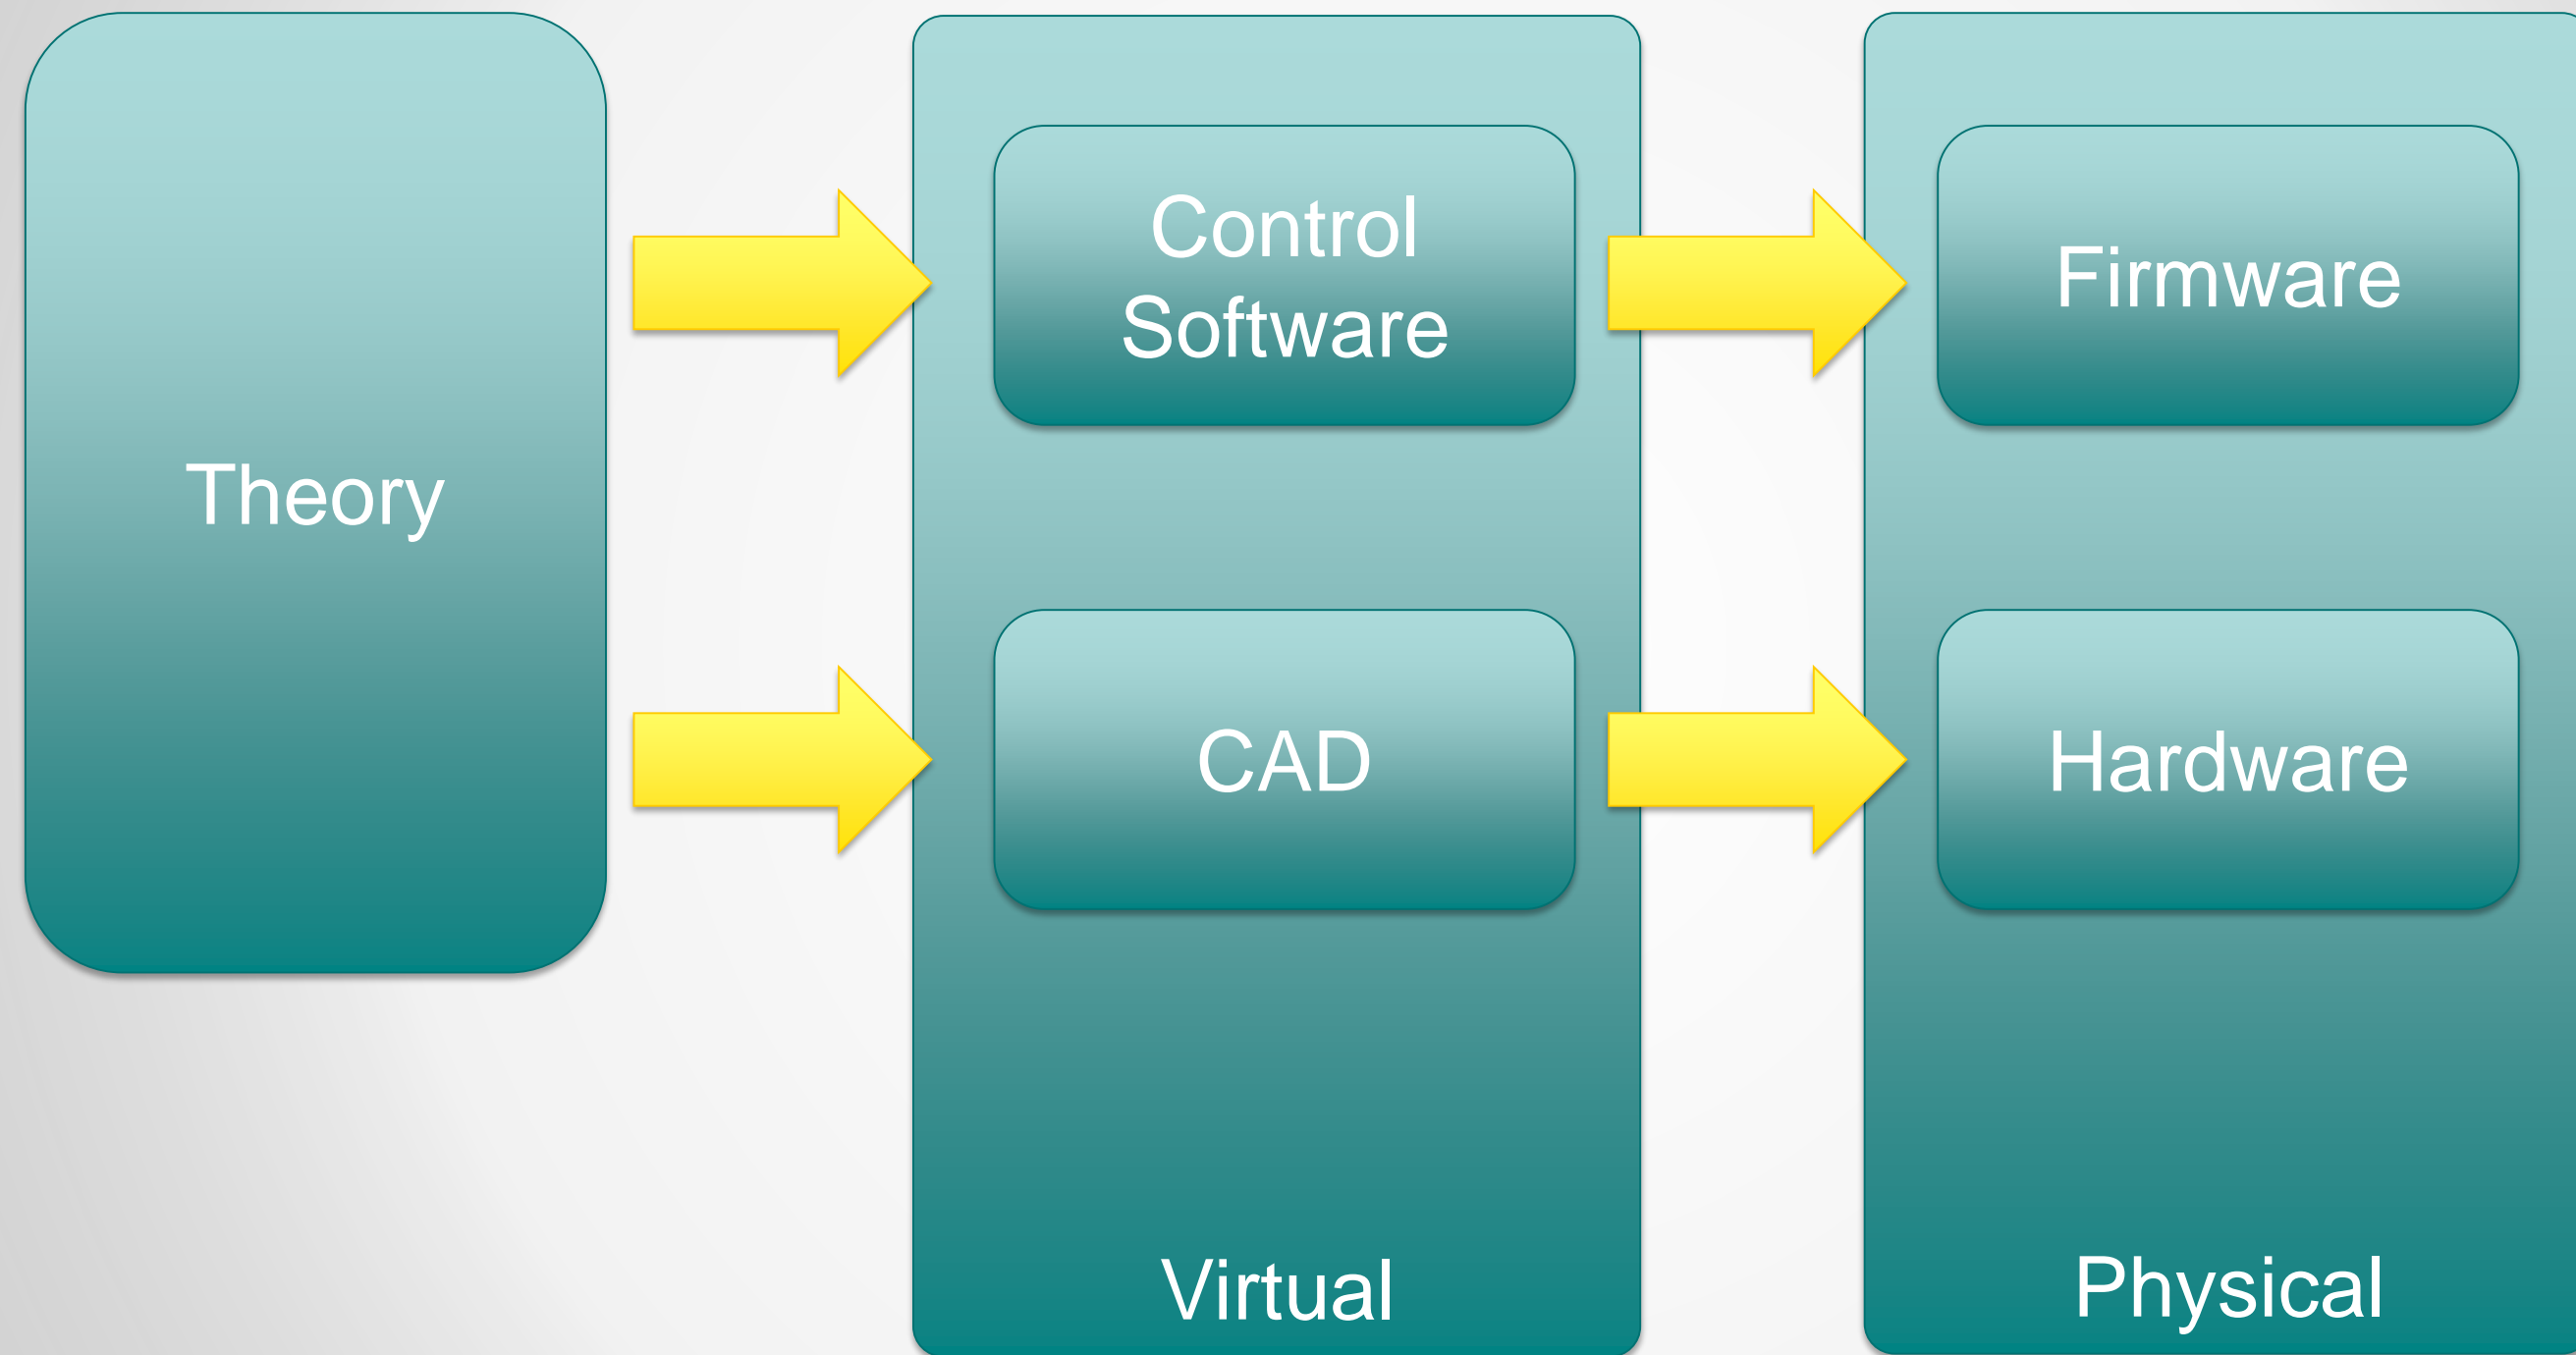 Theory
Control
Software
CAD
Virtual
Firmware
Hardware
Physical